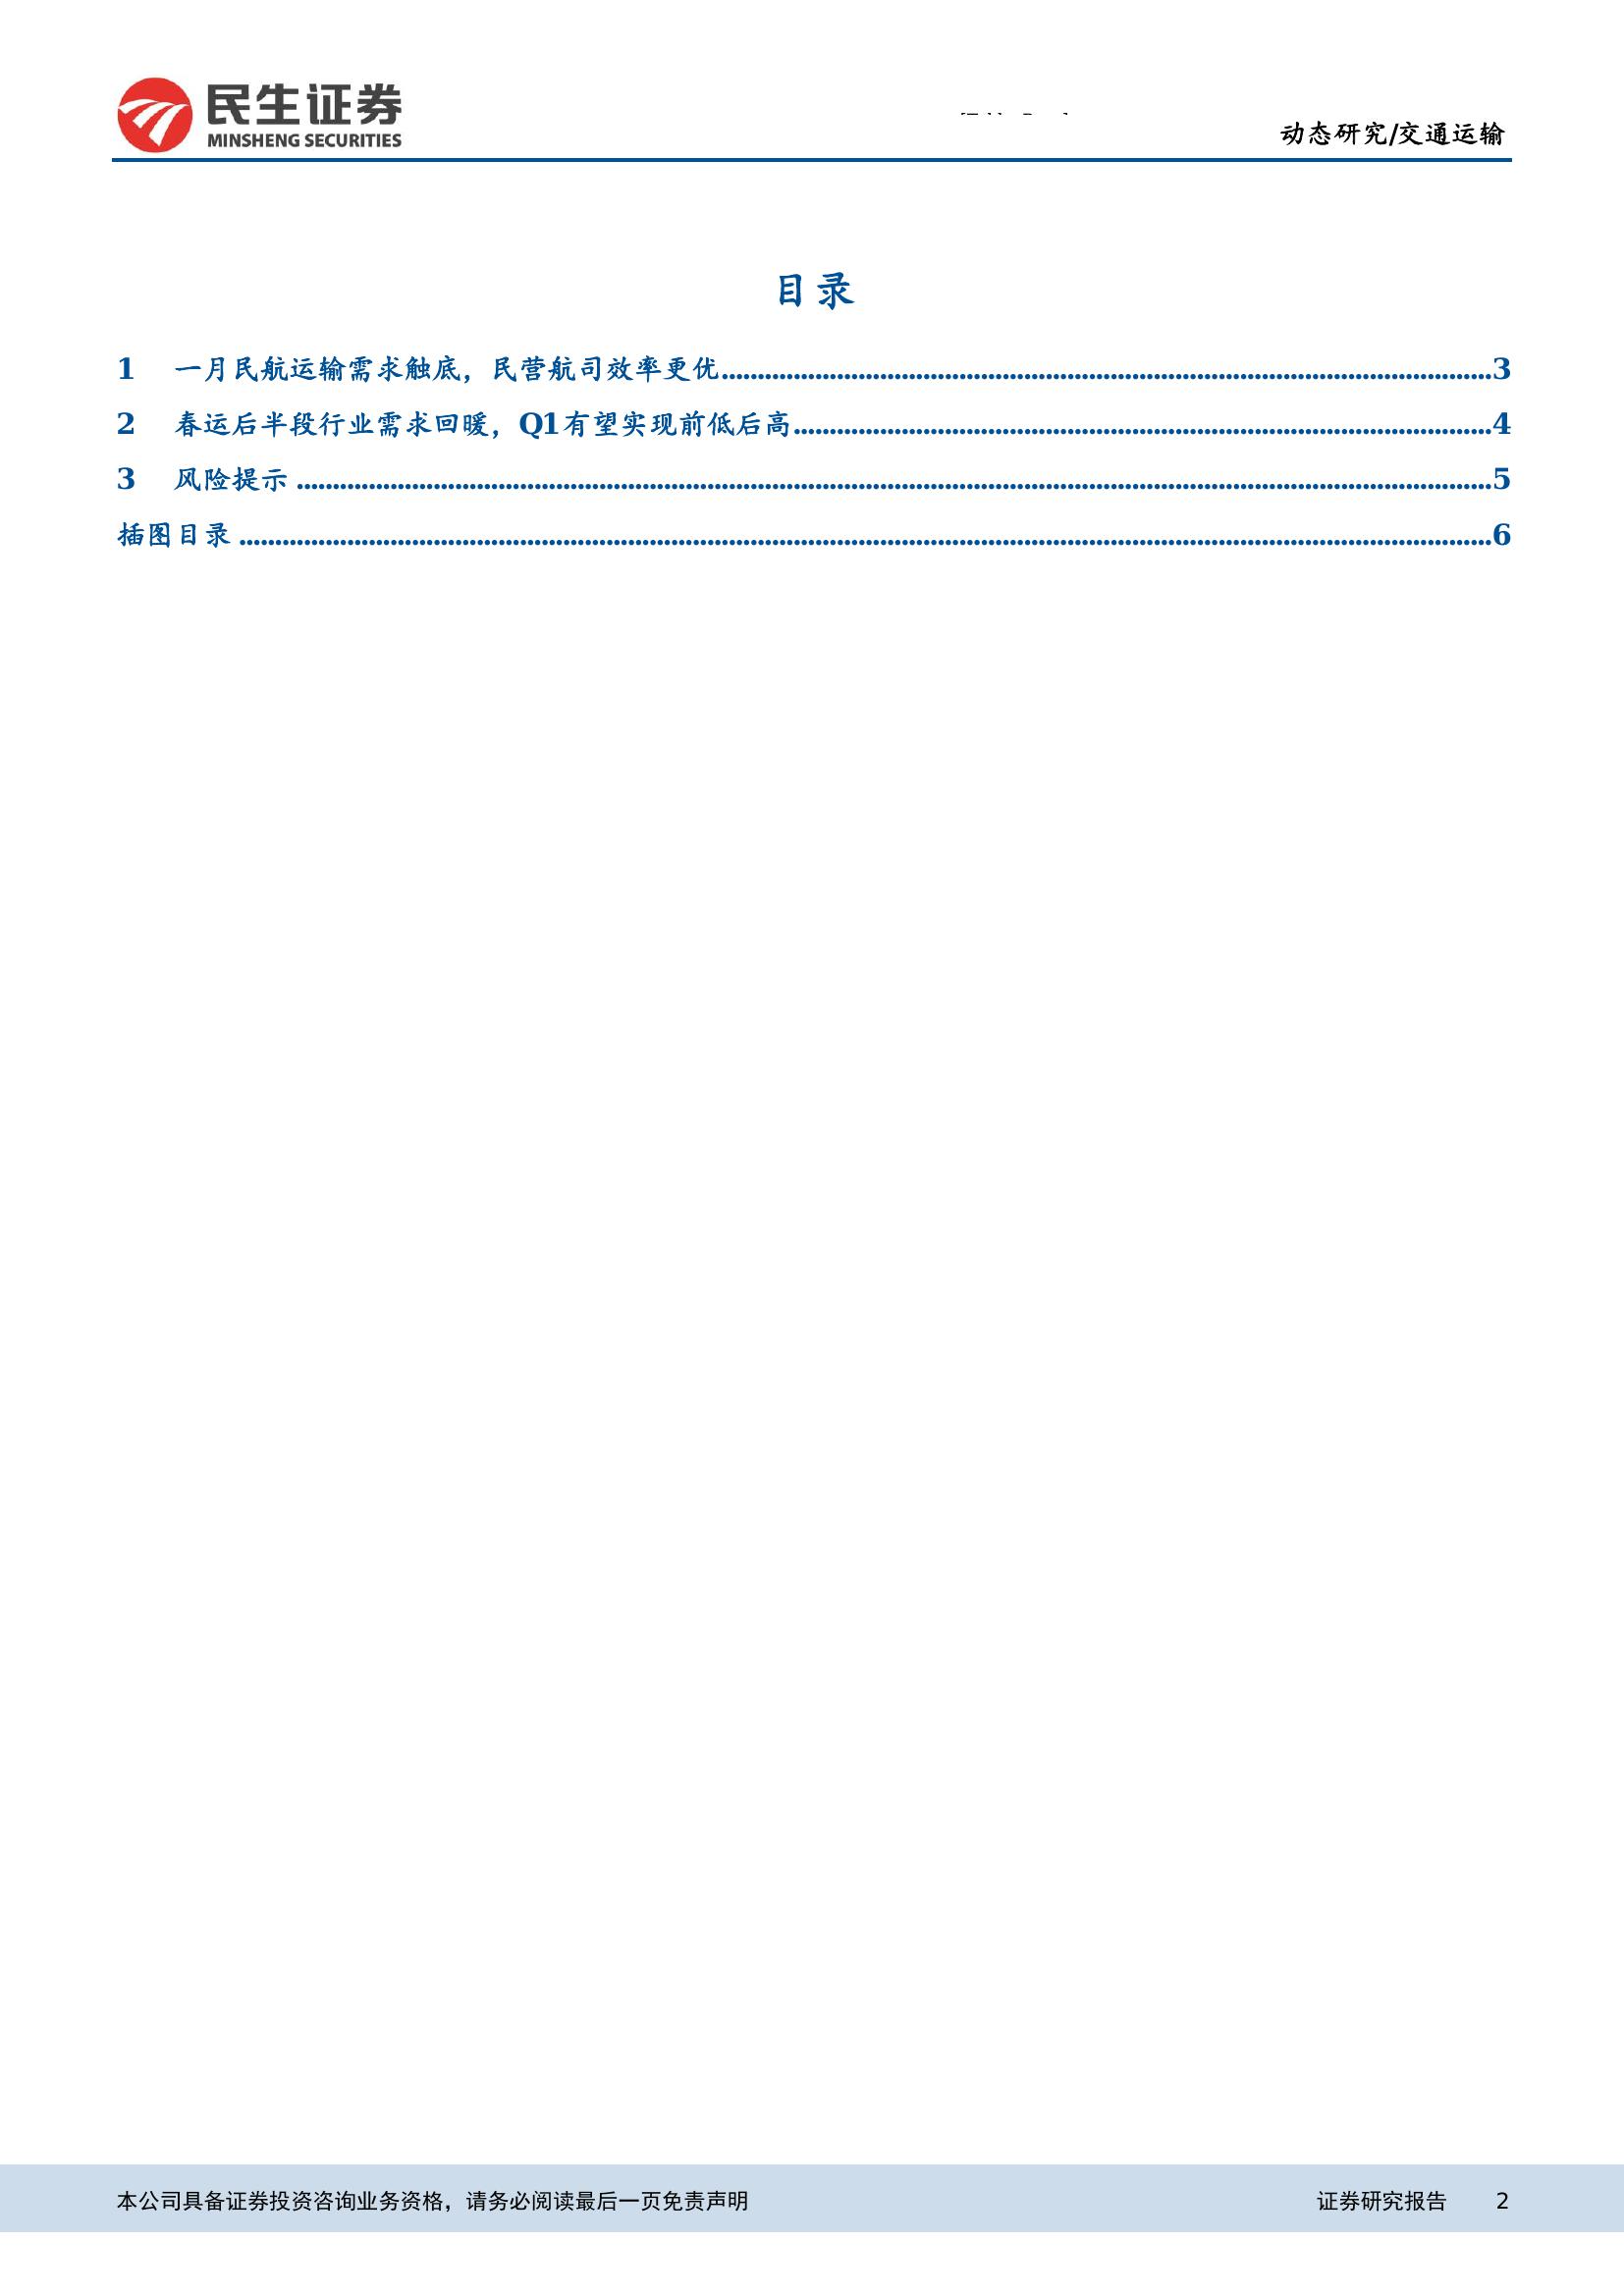 民生证券
MINSHENG SECURITIES
动态研究/交通运输
目录
1 一月民航运输需求触底，民营航司效率更优........................................3
2 春运后半段行业需求回暖，Q1有望实现前低后高........................................4
3 风险提示........................................5
插图目录........................................6
本公司具备证券投资咨询业务资格，请务必阅读最后一页免责声明 证券研究报告 2